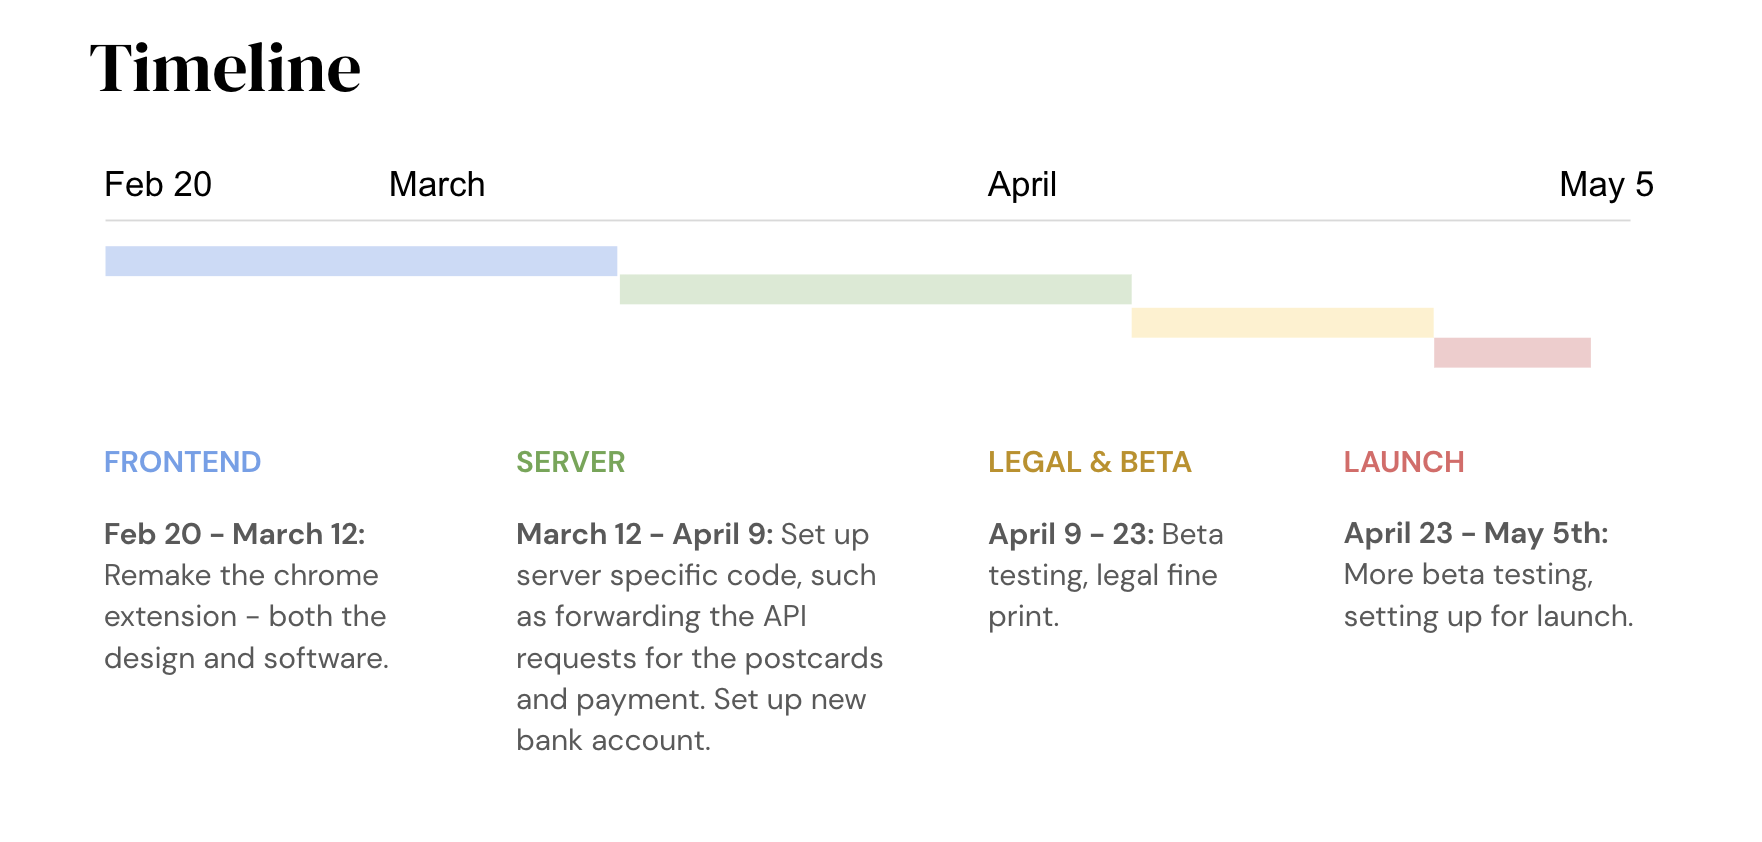 Timeline
Feb 20 March April May 5
FRONTEND
Feb 20 – March 12:
Remake the chrome
extension – both the
design and software.
SERVER
March 12 – April 9: Set up
server specific code, such
as forwarding the API
requests for the postcards
and payment. Set up new
bank account.
LEGAL & BETA
April 9 – 23: Beta
testing, legal fine
print.
LAUNCH
April 23 – May 5th:
More beta testing,
setting up for launch.